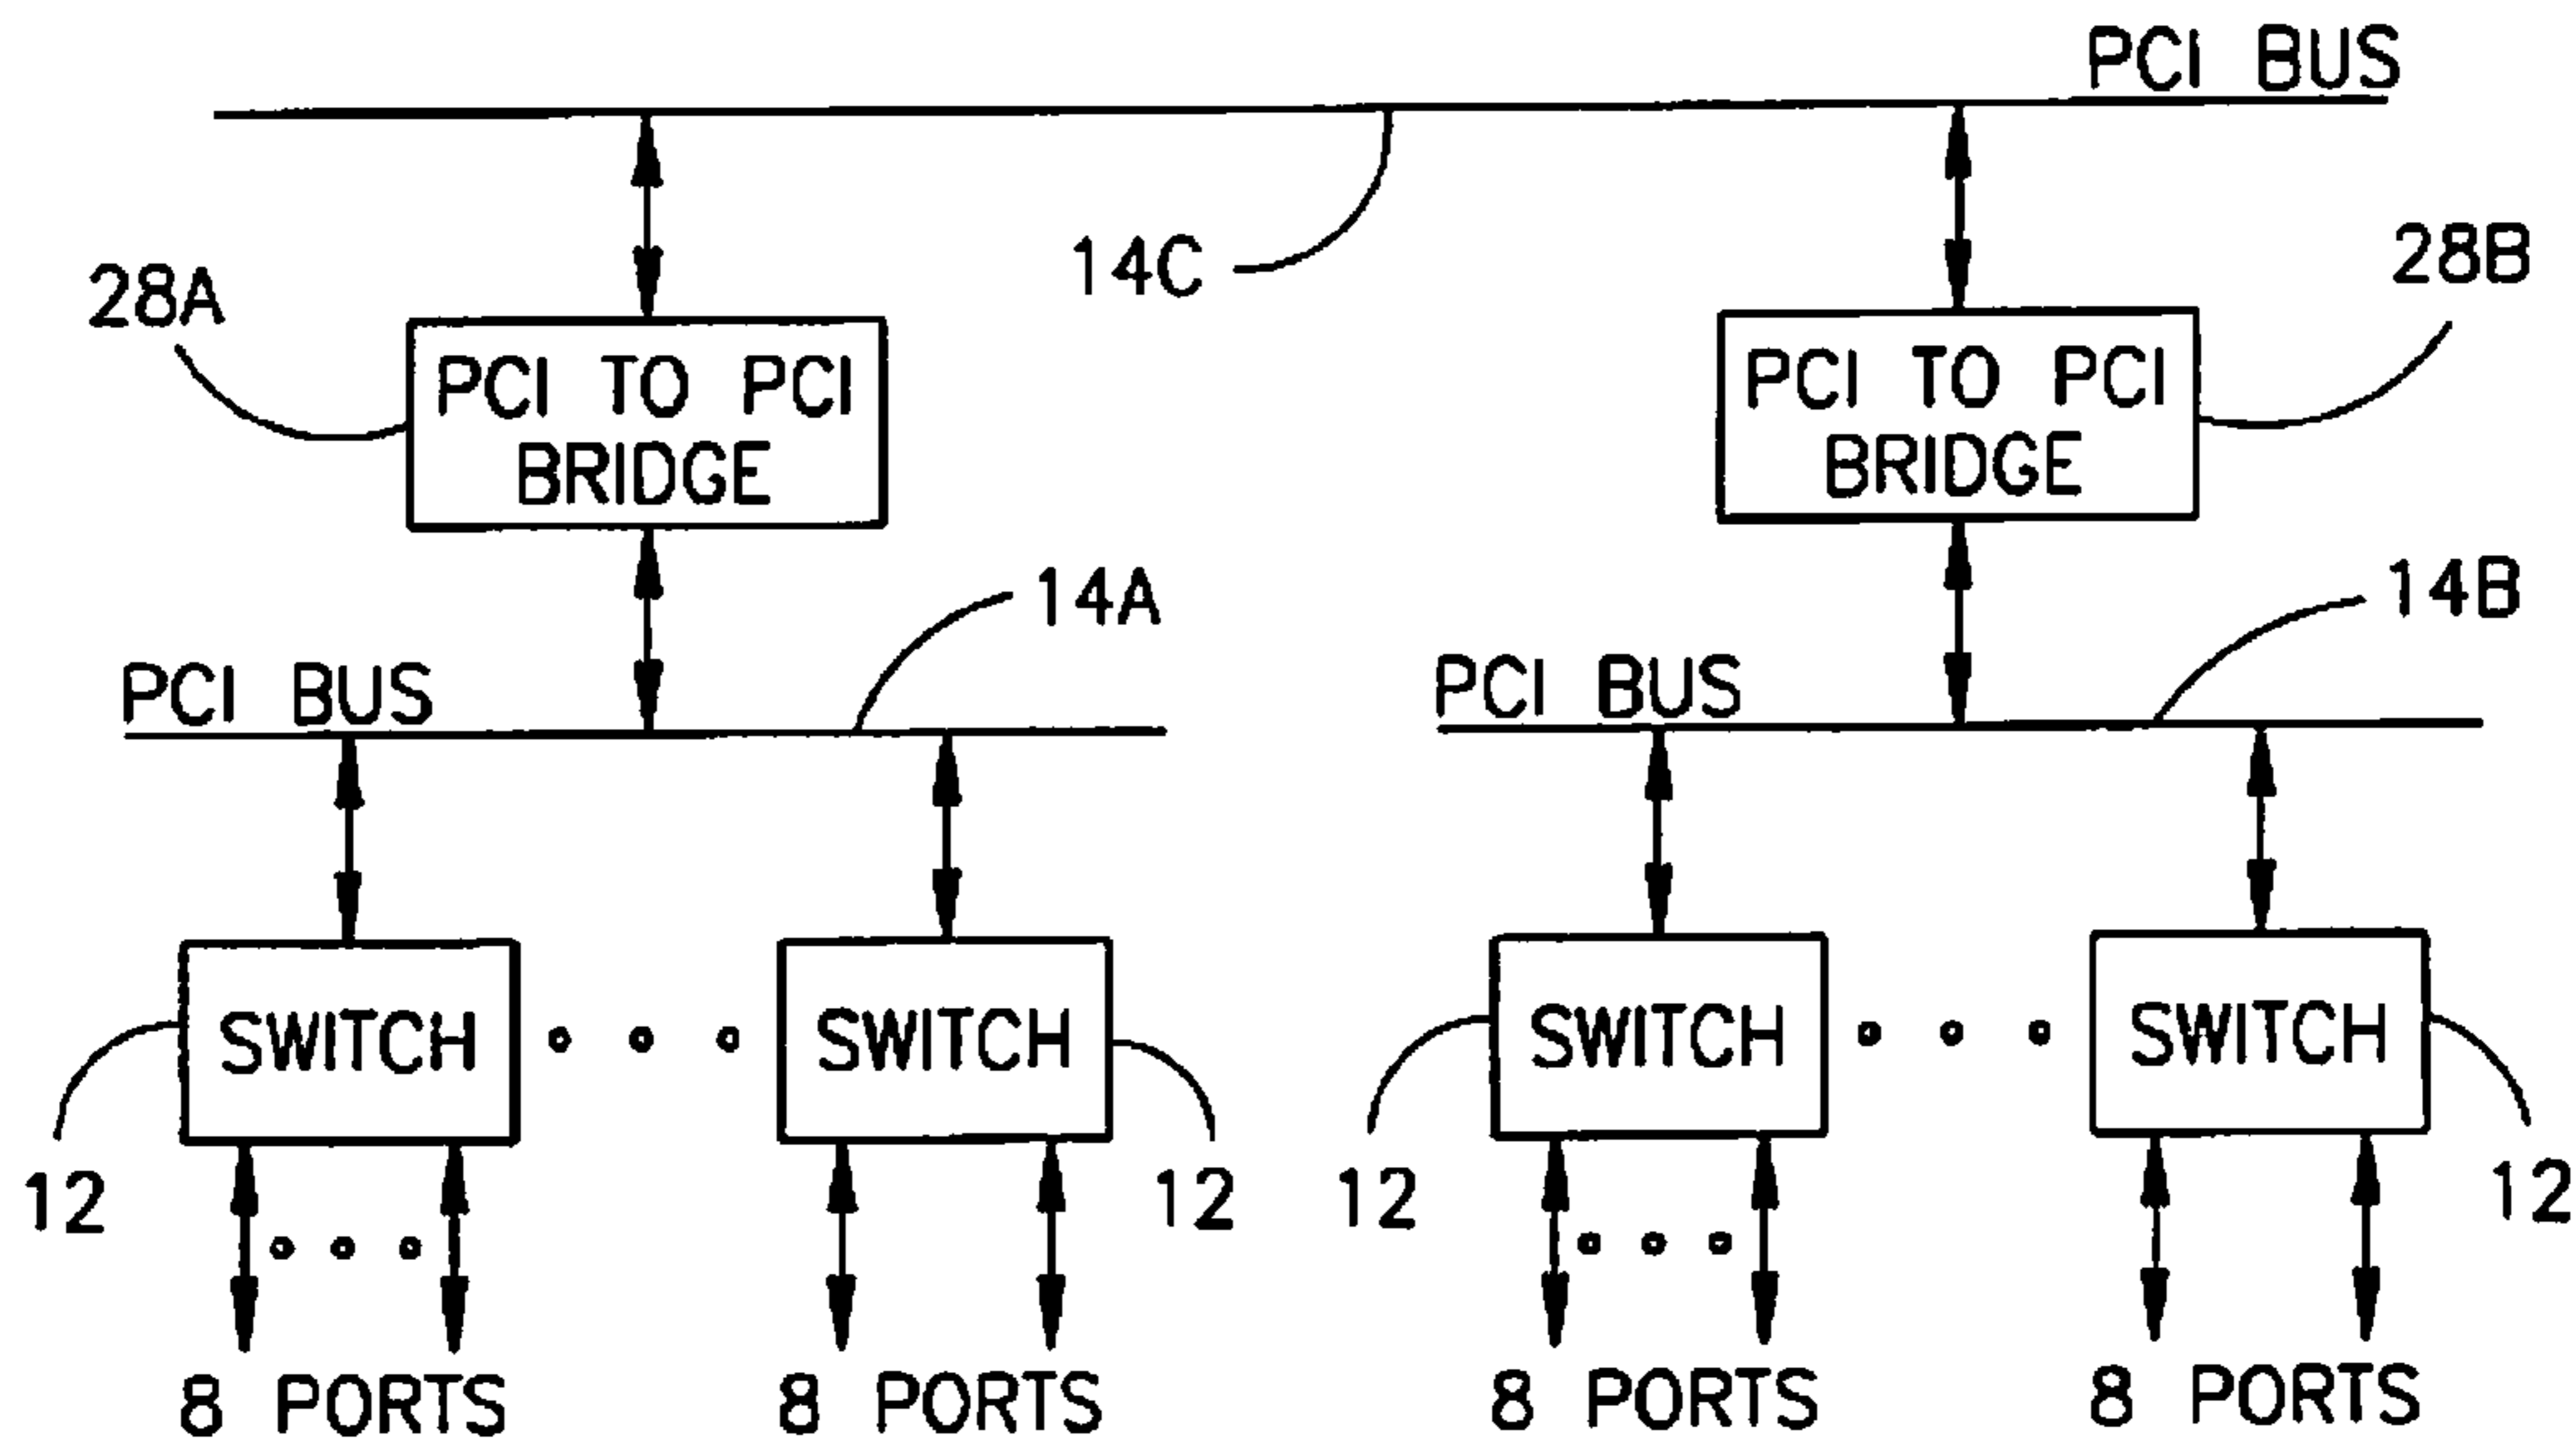 PCI BUS
14C
28A
28B
PCI TO PCI
BRIDGE
PCI TO PCI
BRIDGE
14A
14B
PCI BUS
PCI BUS
SWITCH
SWITCH
SWITCH
SWITCH
12
12
12
12
8 PORTS
8 PORTS
8 PORTS
8 PORTS